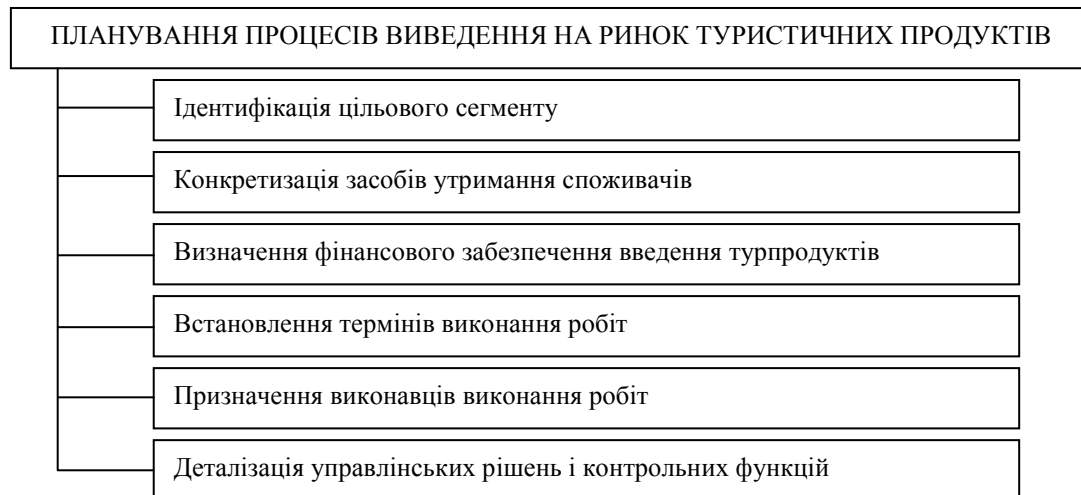 ПЛАНУВАННЯ ПРОЦЕСІВ ВИВЕДЕННЯ НА РИНОК ТУРИСТИЧНИХ ПРОДУКТІВ
Ідентифікація цільового сегменту
Конкретизація засобів утримання споживачів
Визначення фінансового забезпечення введення турпродуктів
Встановлення термінів виконання робіт
Призначення виконавців виконання робіт
Деталізація управлінських рішень і контрольних функцій